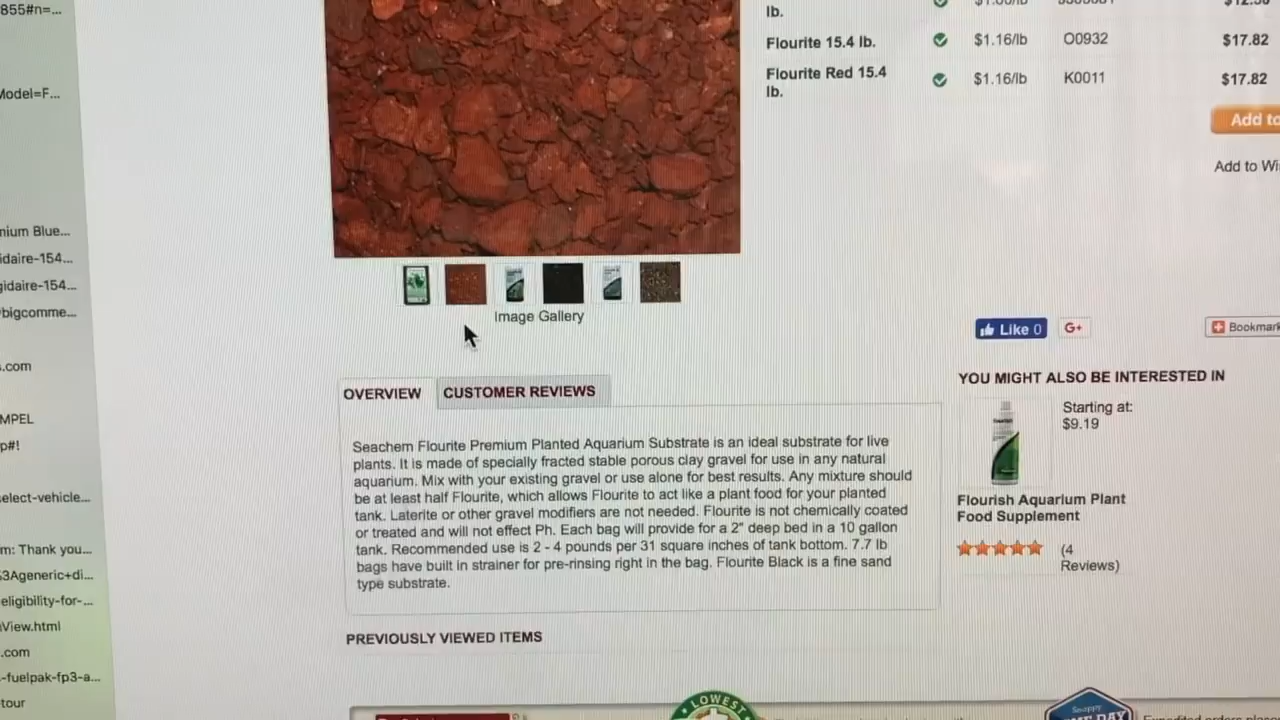 855#n=...
Model=F...
nium Blue...
idaire-154...
gidaire-154...
bigcomme...
s.com
MPEL
p#!
elect-vehicle...
m: Thank you...
3Ageneric+di...
eligibility-for-...
View.html
.com
-fuelpak-fp3-a...
tour
lb.
Flourite 15.4 lb.
$1.16/lb
O0932
$17.82
Flourite Red 15.4
lb.
$1.16/lb
K0011
$17.82
Add to
Add to Wi
Image Gallery
Like 0
G+
Bookmark
OVERVIEW
CUSTOMER REVIEWS
Seachem Flourite Premium Planted Aquarium Substrate is an ideal substrate for live
plants. It is made of specially fracted stable porous clay gravel for use in any natural
aquarium. Mix with your existing gravel or use alone for best results. Any mixture should
be at least half Flourite, which allows Flourite to act like a plant food for your planted
tank. Laterite or other gravel modifiers are not needed. Flourite is not chemically coated
or treated and will not effect Ph. Each bag will provide for a 2" deep bed in a 10 gallon
tank. Recommended use is 2 - 4 pounds per 31 square inches of tank bottom. 7.7 lb
bags have built in strainer for pre-rinsing right in the bag. Flourite Black is a fine sand
type substrate.
YOU MIGHT ALSO BE INTERESTED IN
Starting at:
$9.19
Flourish Aquarium Plant
Food Supplement
(4
Reviews)
PREVIOUSLY VIEWED ITEMS
LOWEST